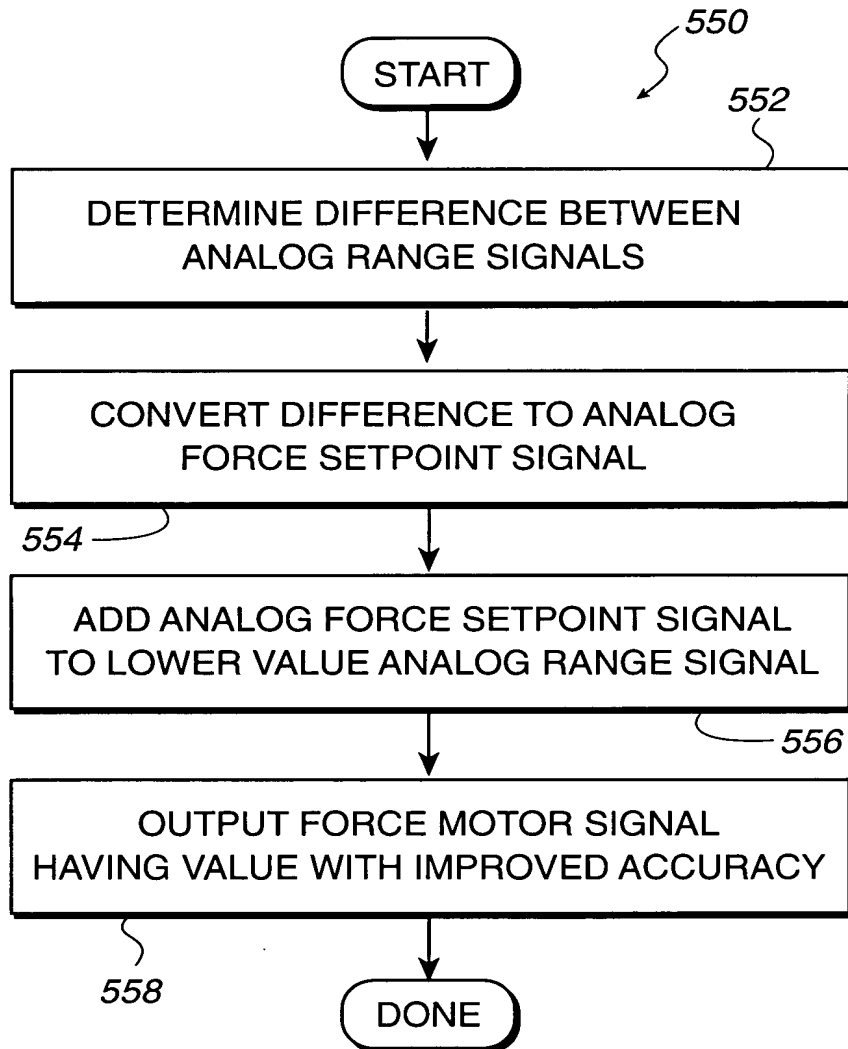 550
START
552
DETERMINE DIFFERENCE BETWEEN
ANALOG RANGE SIGNALS
CONVERT DIFFERENCE TO ANALOG
FORCE SETPOINT SIGNAL
554
ADD ANALOG FORCE SETPOINT SIGNAL
TO LOWER VALUE ANALOG RANGE SIGNAL
556
OUTPUT FORCE MOTOR SIGNAL
HAVING VALUE WITH IMPROVED ACCURACY
558
DONE